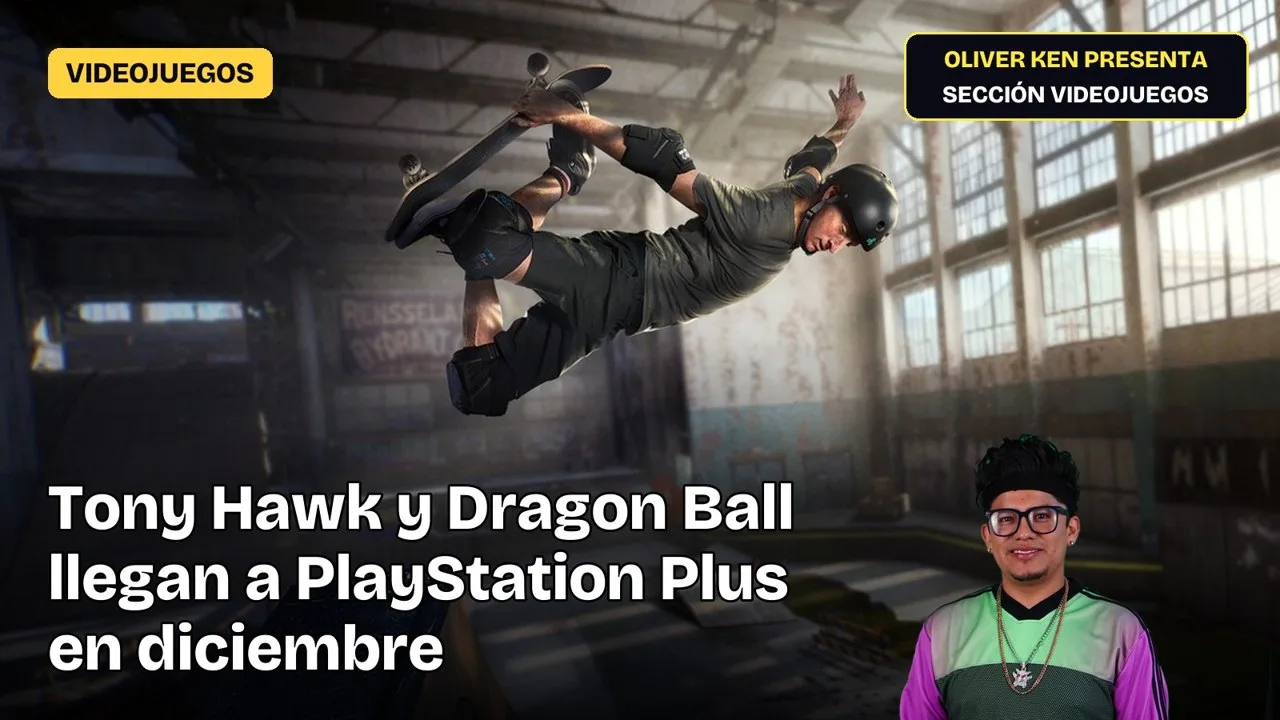 VIDEOJUEGOS
OLIVER KEN PRESENTA
SECCIÓN VIDEOJUEGOS
Tony Hawk y Dragon Ball
llegan a PlayStation Plus
en diciembre